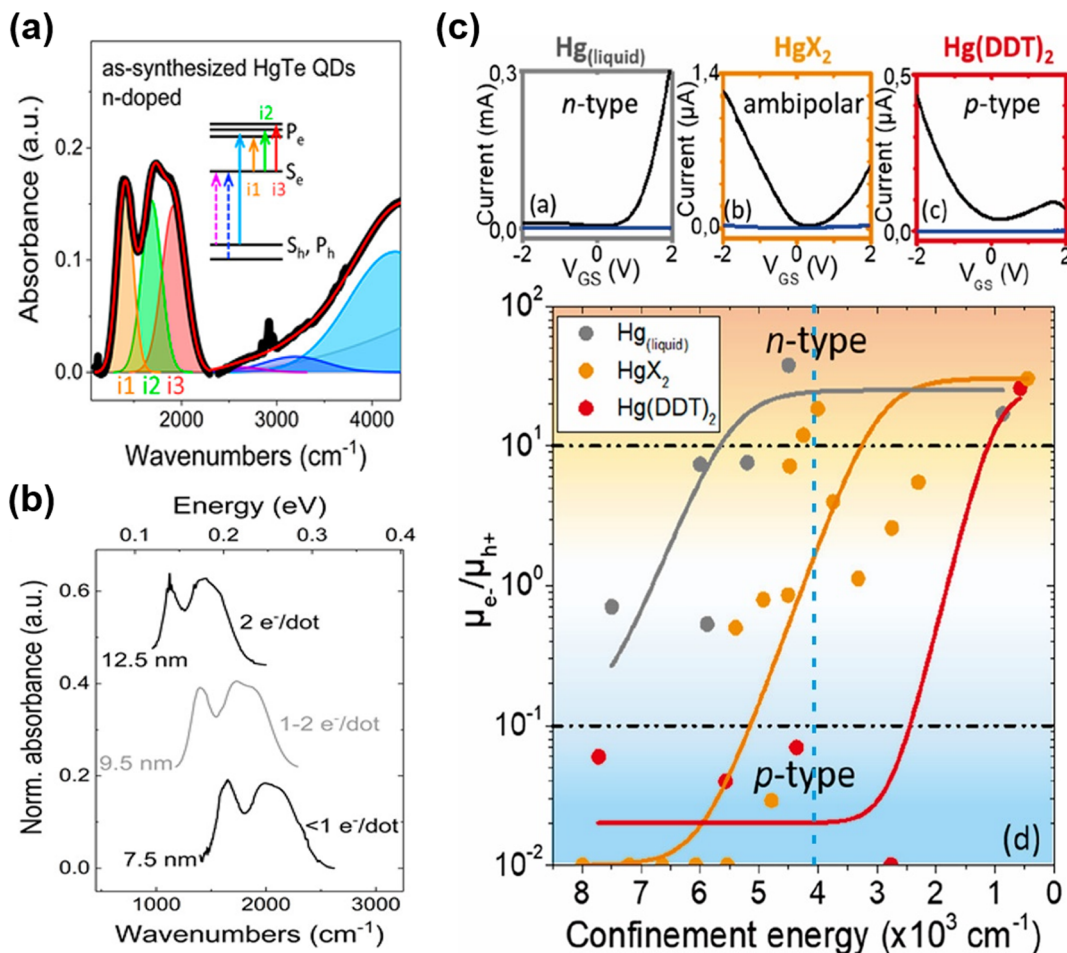 (a)
as-synthesized HgTe QDs
n-doped
i2
Pe
Se
i1
i3
Sh, Ph
Absorbance (a.u.)
0.2
0.1
0.0
i1 i2 i3
1000 2000 3000 4000
Wavenumbers (cm⁻¹)
(b)
Energy (eV)
0.1 0.2 0.3 0.4
Norm. absorbance (a.u.)
0.6
0.4
0.2
0.0
2 e⁻/dot
12.5 nm
1-2 e⁻/dot
9.5 nm
<1 e⁻/dot
7.5 nm
1000 2000 3000
Wavenumbers (cm⁻¹)
(c)
Hg(liquid)
0,3
n-type
Current (mA)
(a)
0,0
-2 0 2
VGS (V)
HgX2
1,4
ambipolar
Current (µA)
(b)
0,0
-2 0 2
VGS (V)
Hg(DDT)2
0,5
p-type
Current (µA)
(c)
0,0
-2 0 2
VGS (V)
Hg(liquid)
HgX2
Hg(DDT)2
n-type
p-type
(d)
μe-/μh+
10²
10¹
10⁰
10⁻¹
10⁻²
8 7 6 5 4 3 2 1 0
Confinement energy (x10³ cm⁻¹)